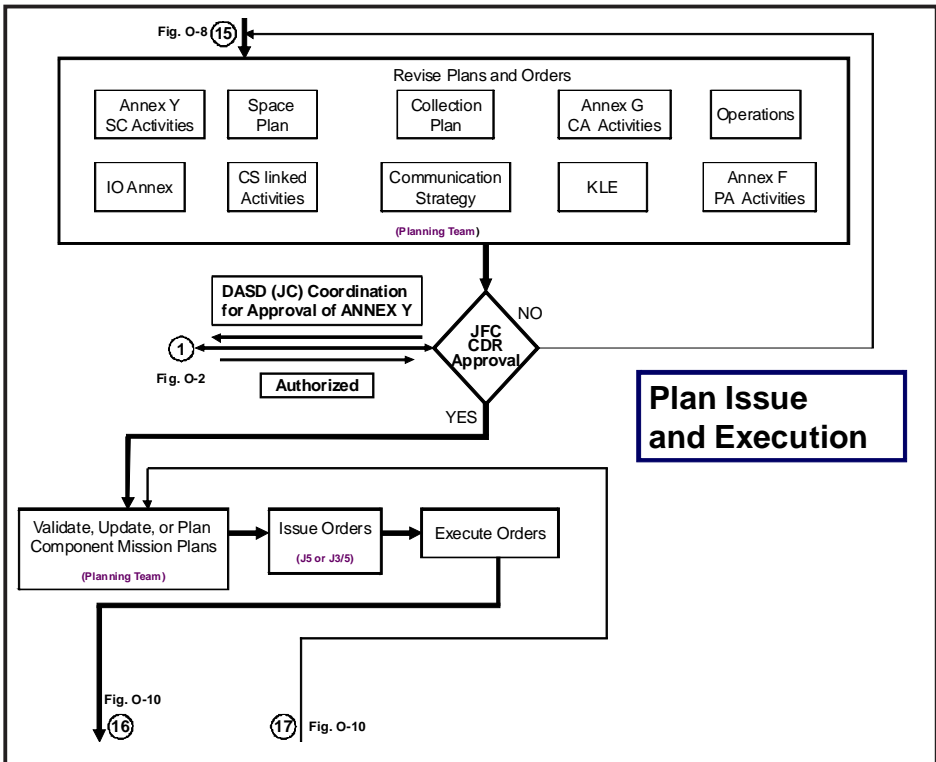 Fig. O-8 15
Revise Plans and Orders
Annex Y
SC Activities
Space
Plan
Collection
Plan
Annex G
CA Activities
Operations
IO Annex
CS linked
Activities
Communication
Strategy
KLE
Annex F
PA Activities
(Planning Team)
DASD (JC) Coordination
for Approval of ANNEX Y
NO
JFC
CDR
Approval
1
Fig. O-2
Authorized
YES
Plan Issue
and Execution
Validate, Update, or Plan
Component Mission Plans
(Planning Team)
Issue Orders
(J5 or J3/5)
Execute Orders
Fig. O-10
16
17 Fig. O-10